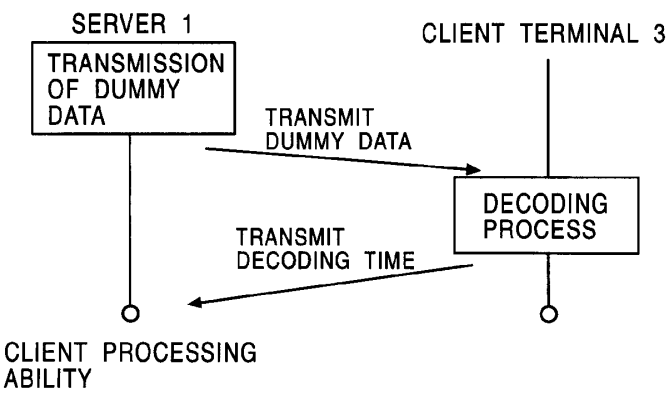 SERVER 1
CLIENT TERMINAL 3
TRANSMISSION
OF DUMMY
DATA
TRANSMIT
DUMMY DATA
DECODING
PROCESS
TRANSMIT
DECODING TIME
CLIENT PROCESSING
ABILITY